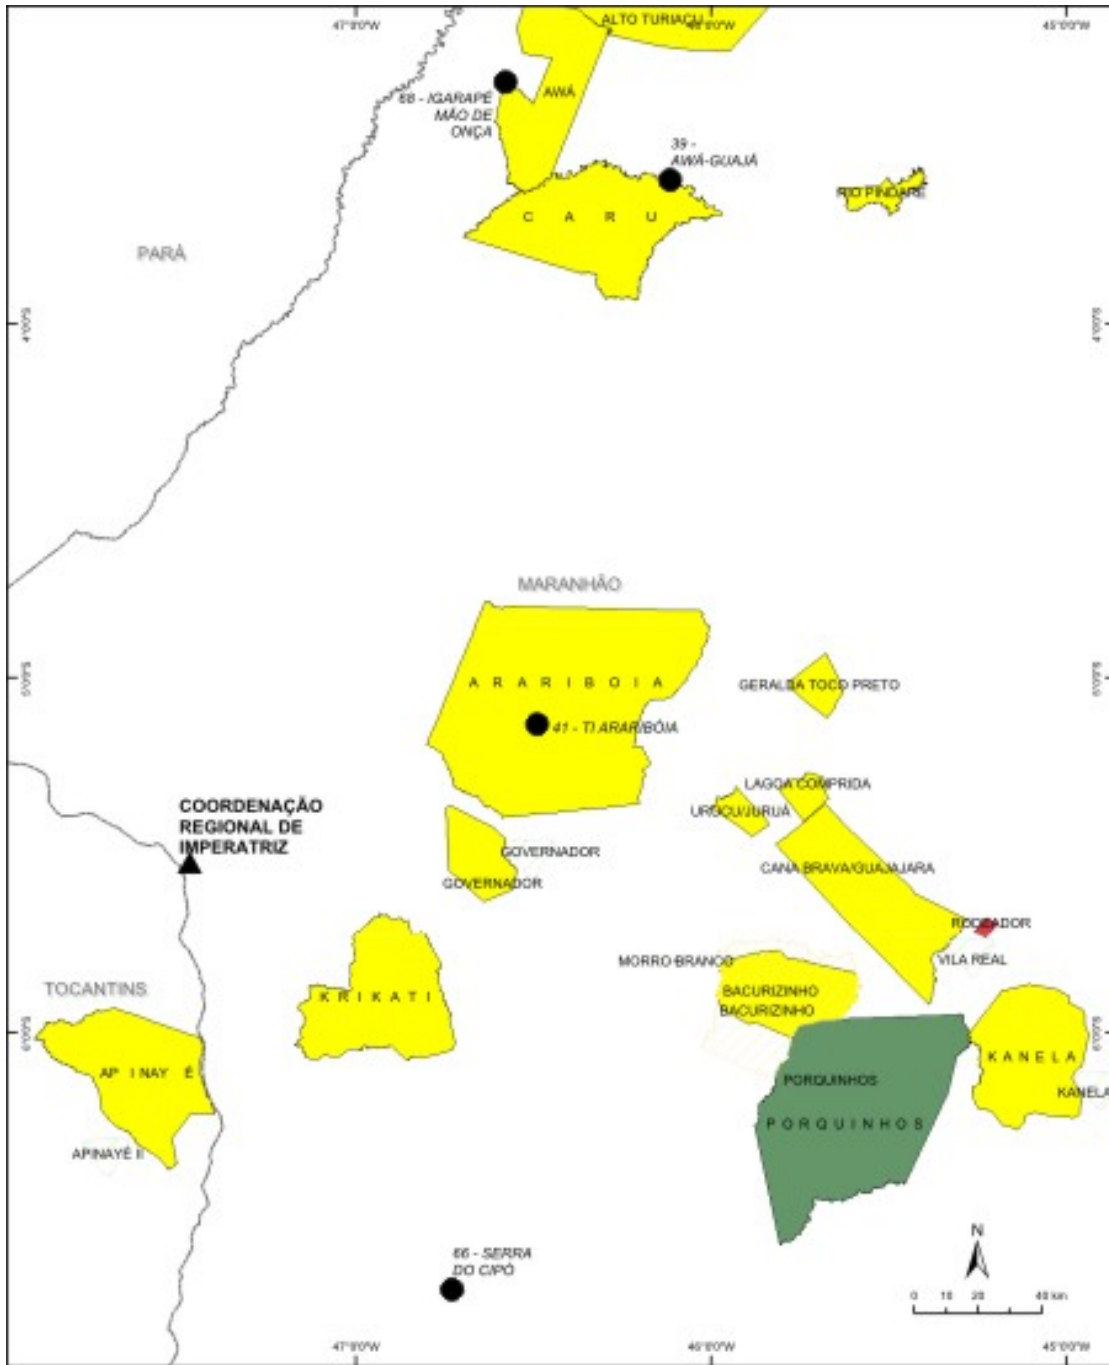 47°0'0"W
46°0'0"W
45°0'0"W
ALTO TURIAÇU
AWÁ
68 - IGARAPÉ
MÃO DE
ONÇA
39 -
AWÁ-GUAJÁ
RIO PINDARÉ
C A R U
PARÁ
4°0'0"S
4°0'0"S
MARANHÃO
A R A R I B O I A
GERALDA TOCO PRETO
5°0'0"S
5°0'0"S
41 - TI ARARIBÓIA
LAGOA COMPRIDA
URUCU/JURUÁ
COORDENAÇÃO
REGIONAL DE
IMPERATRIZ
GOVERNADOR
GOVERNADOR
CANA BRAVA/GUAJAJARA
RODEADOR
VILA REAL
MORRO BRANCO
BACURIZINHO
BACURIZINHO
TOCANTINS
K R I K A T I
6°0'0"S
6°0'0"S
KANELA
KANELA
AP I NAY É
PORQUINHOS
P O R Q U I N H O S
APINAYÉ II
N
66 - SERRA
DO CIPÓ
0 10 20 40 km
47°0'0"W
46°0'0"W
45°0'0"W